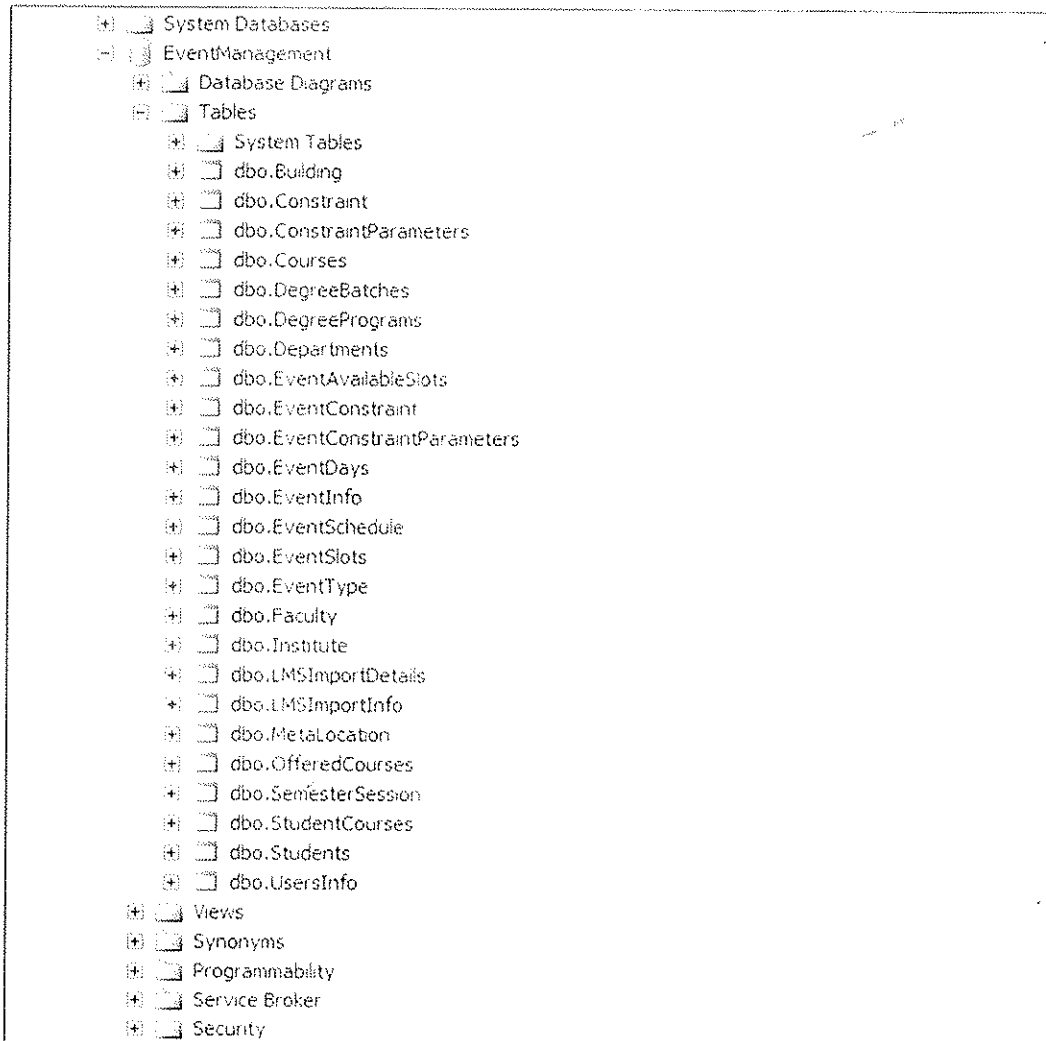 System Databases
EventManagement
Database Diagrams
Tables
System Tables
dbo.Building
dbo.Constraint
dbo.ConstraintParameters
dbo.Courses
dbo.DegreeBatches
dbo.DegreePrograms
dbo.Departments
dbo.EventAvailableSlots
dbo.EventConstraint
dbo.EventConstraintParameters
dbo.EventDays
dbo.EventInfo
dbo.EventSchedule
dbo.EventSlots
dbo.EventType
dbo.Faculty
dbo.Institute
dbo.LMSImportDetails
dbo.LMSImportInfo
dbo.MetaLocation
dbo.OfferedCourses
dbo.SemesterSession
dbo.StudentCourses
dbo.Students
dbo.UsersInfo
Views
Synonyms
Programmability
Service Broker
Security